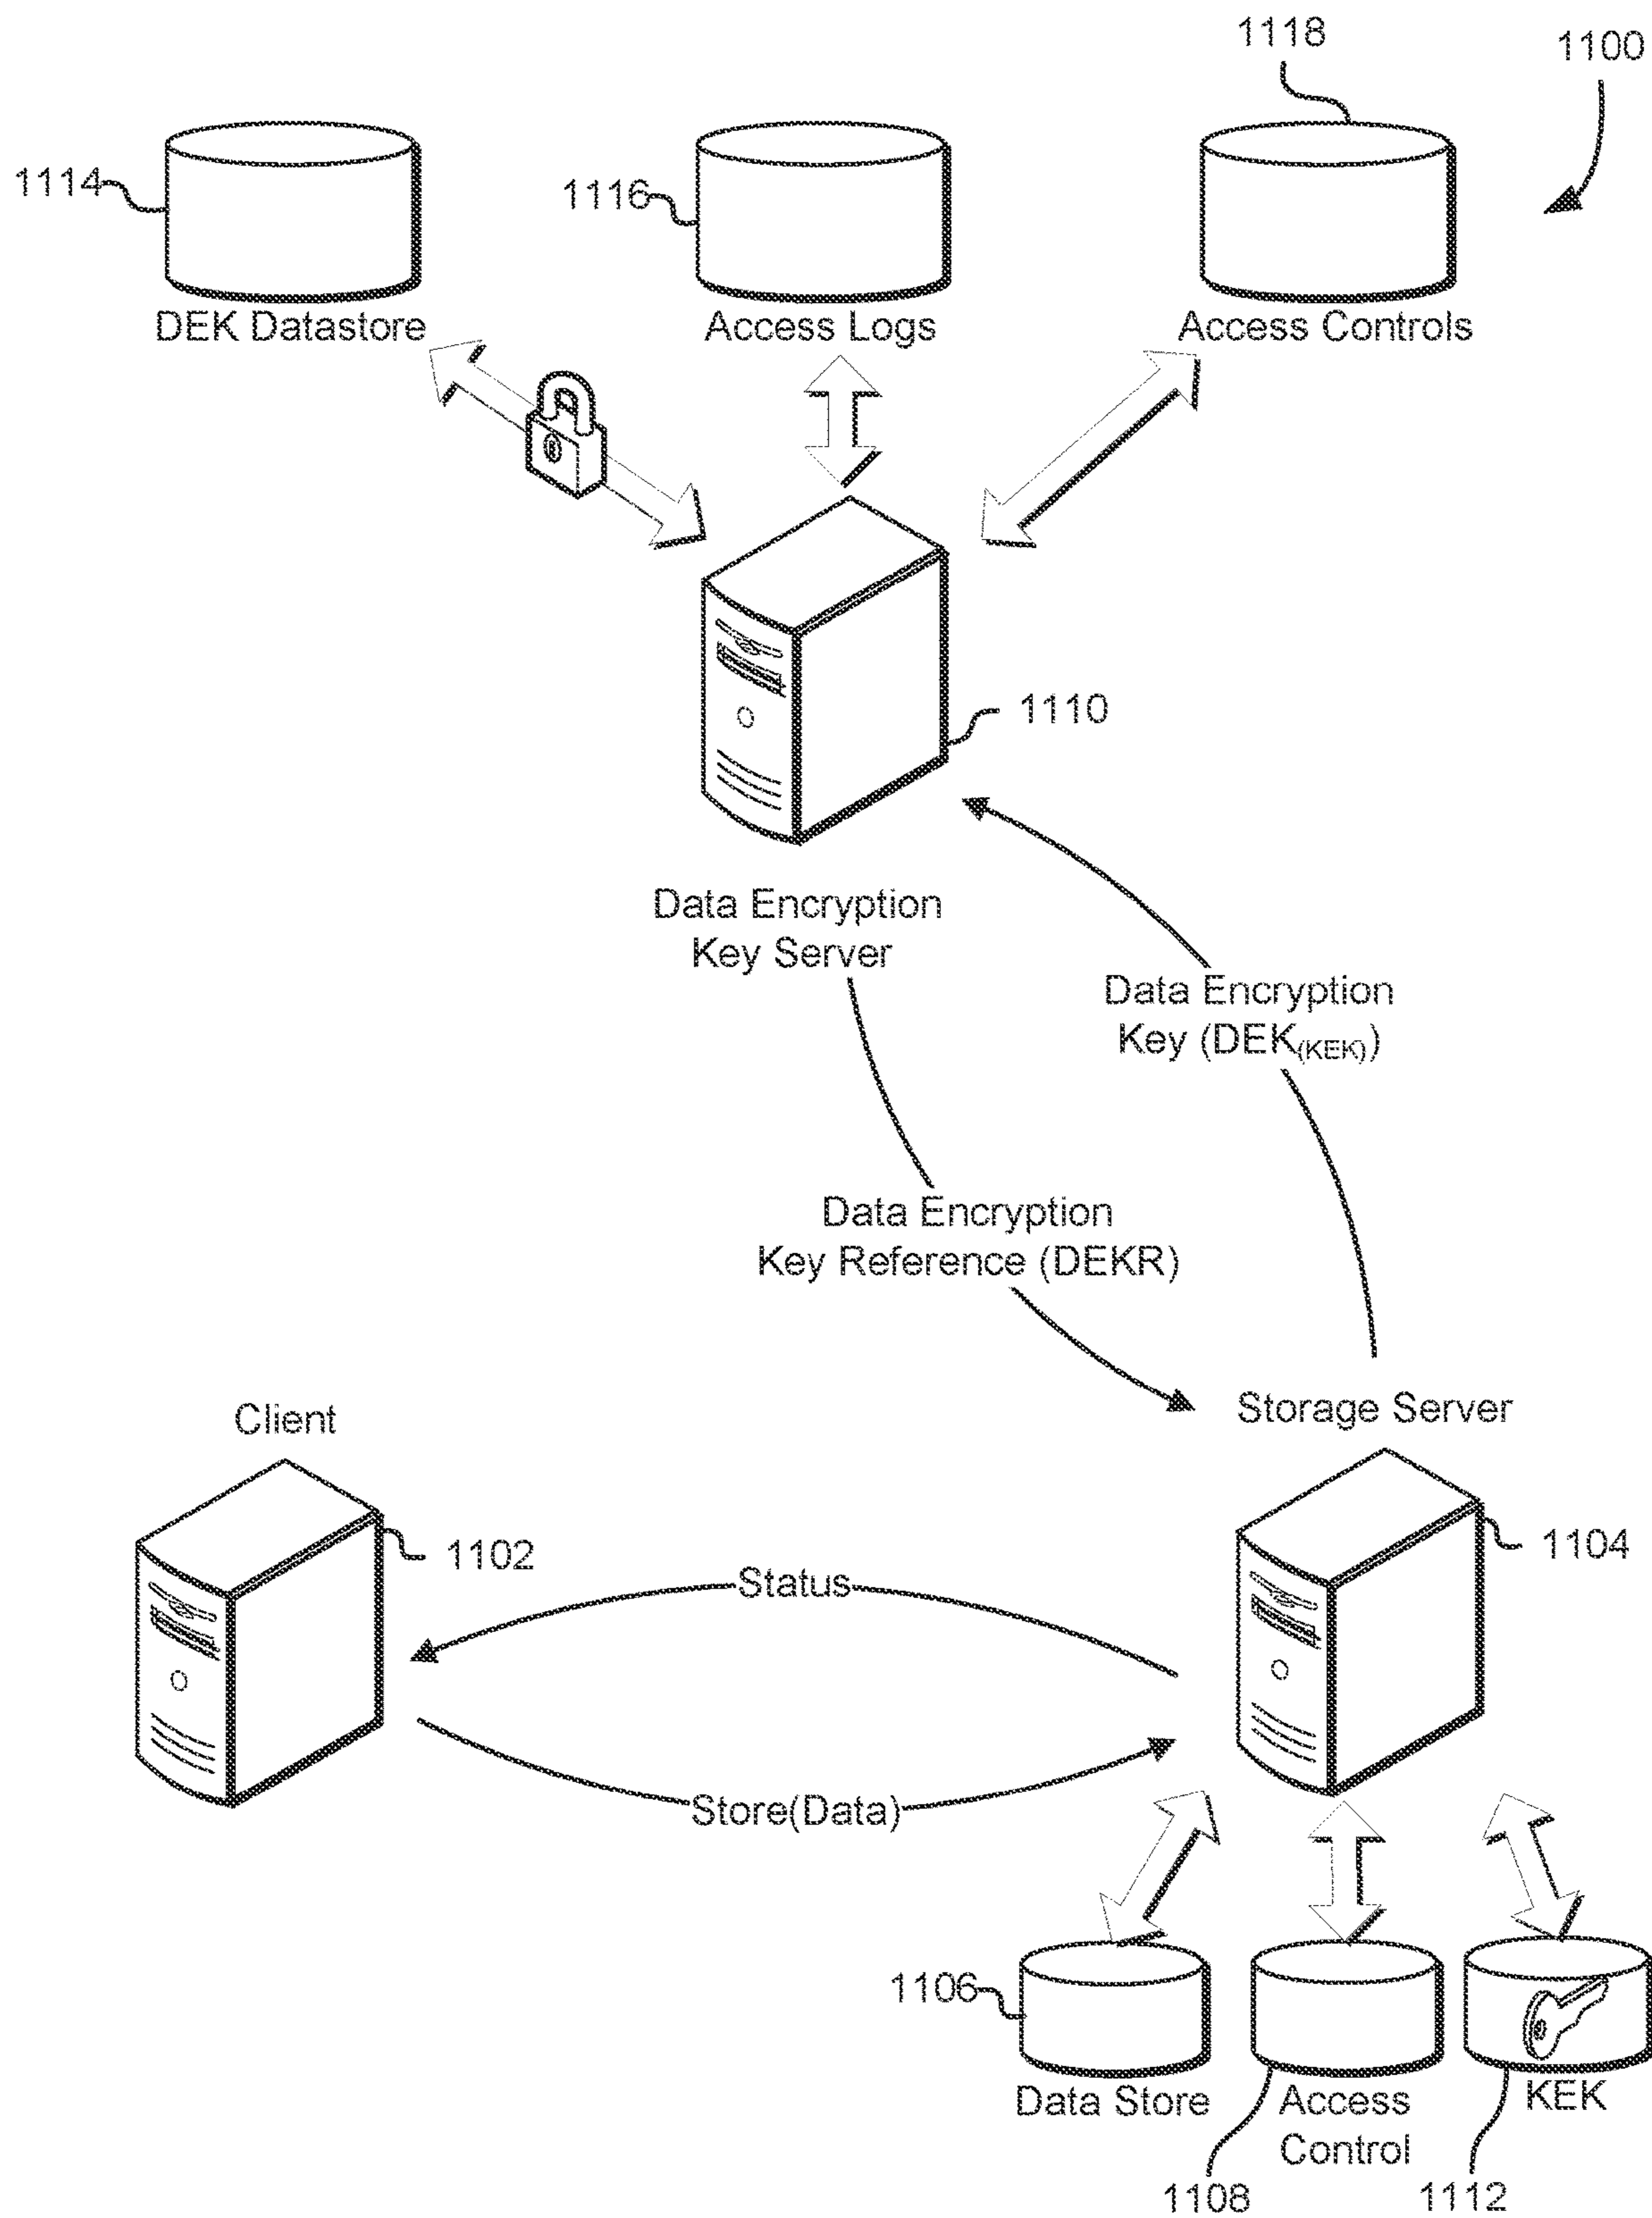 1118
1100
1114
1116
DEK Datastore
Access Logs
Access Controls
1110
Data Encryption
Key Server
Data Encryption
Key (DEK(KEK))
Data Encryption
Key Reference (DEKR)
Client
Storage Server
1102
1104
Status
Store(Data)
1106
Data Store
Access
Control
KEK
1108
1112